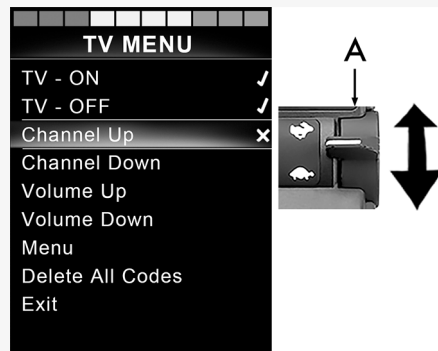 TV MENU
A
TV - ON
TV - OFF
Channel Up
Channel Down
Volume Up
Volume Down
Menu
Delete All Codes
Exit